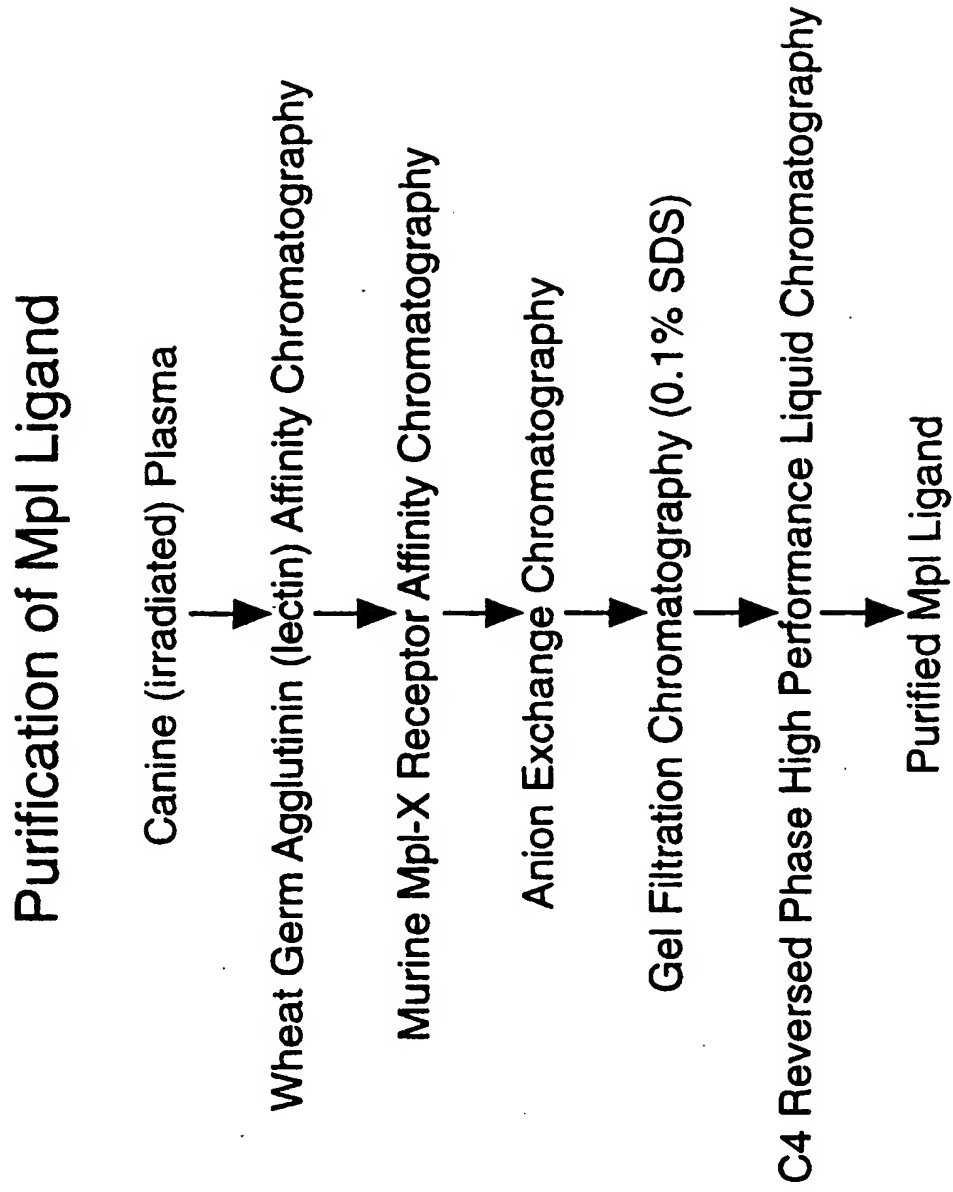 Purification of Mpl Ligand
Canine (irradiated) Plasma
Wheat Germ Agglutinin (lectin) Affinity Chromatography
Murine Mpl-X Receptor Affinity Chromatography
Anion Exchange Chromatography
Gel Filtration Chromatography (0.1% SDS)
C4 Reversed Phase High Performance Liquid Chromatography
Purified Mpl Ligand